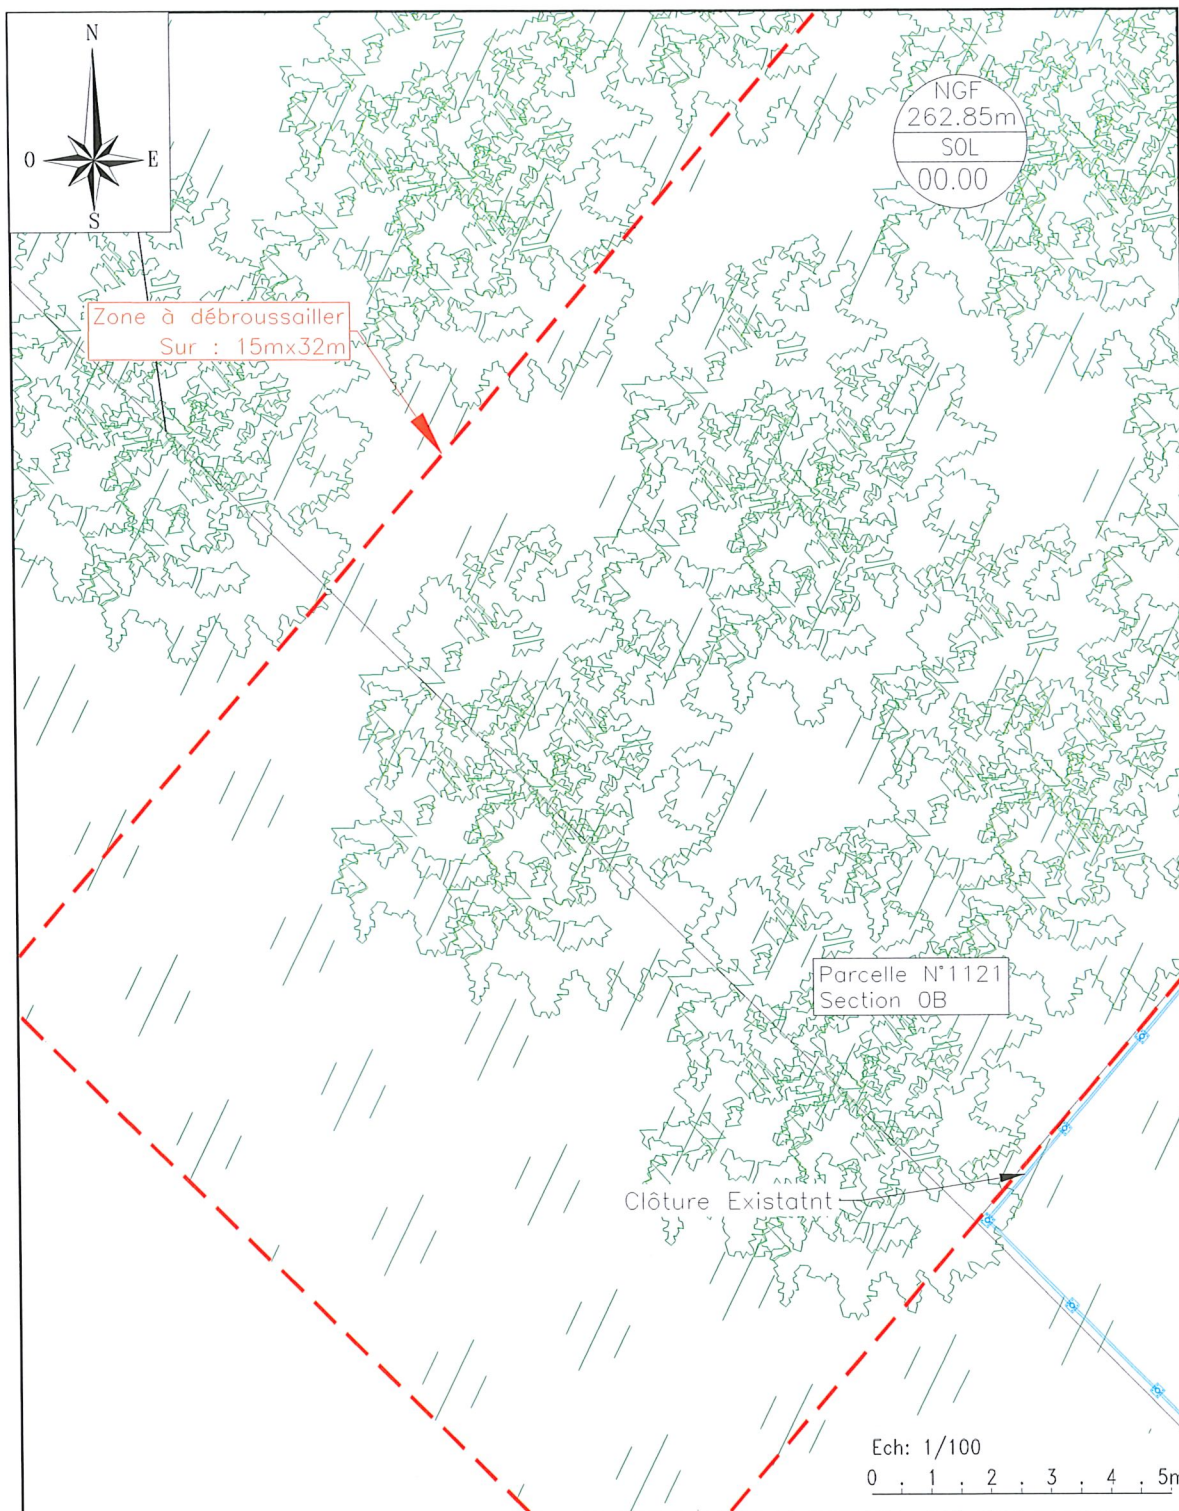 N
O E
S
NGF
262.85m
SOL
00.00
Zone à débroussailler
Sur : 15mx32m
Parcelle N°1121
Section 0B
Clôture Existatnt
Ech: 1/100
0 . 1 . 2 . 3 . 4 . 5m